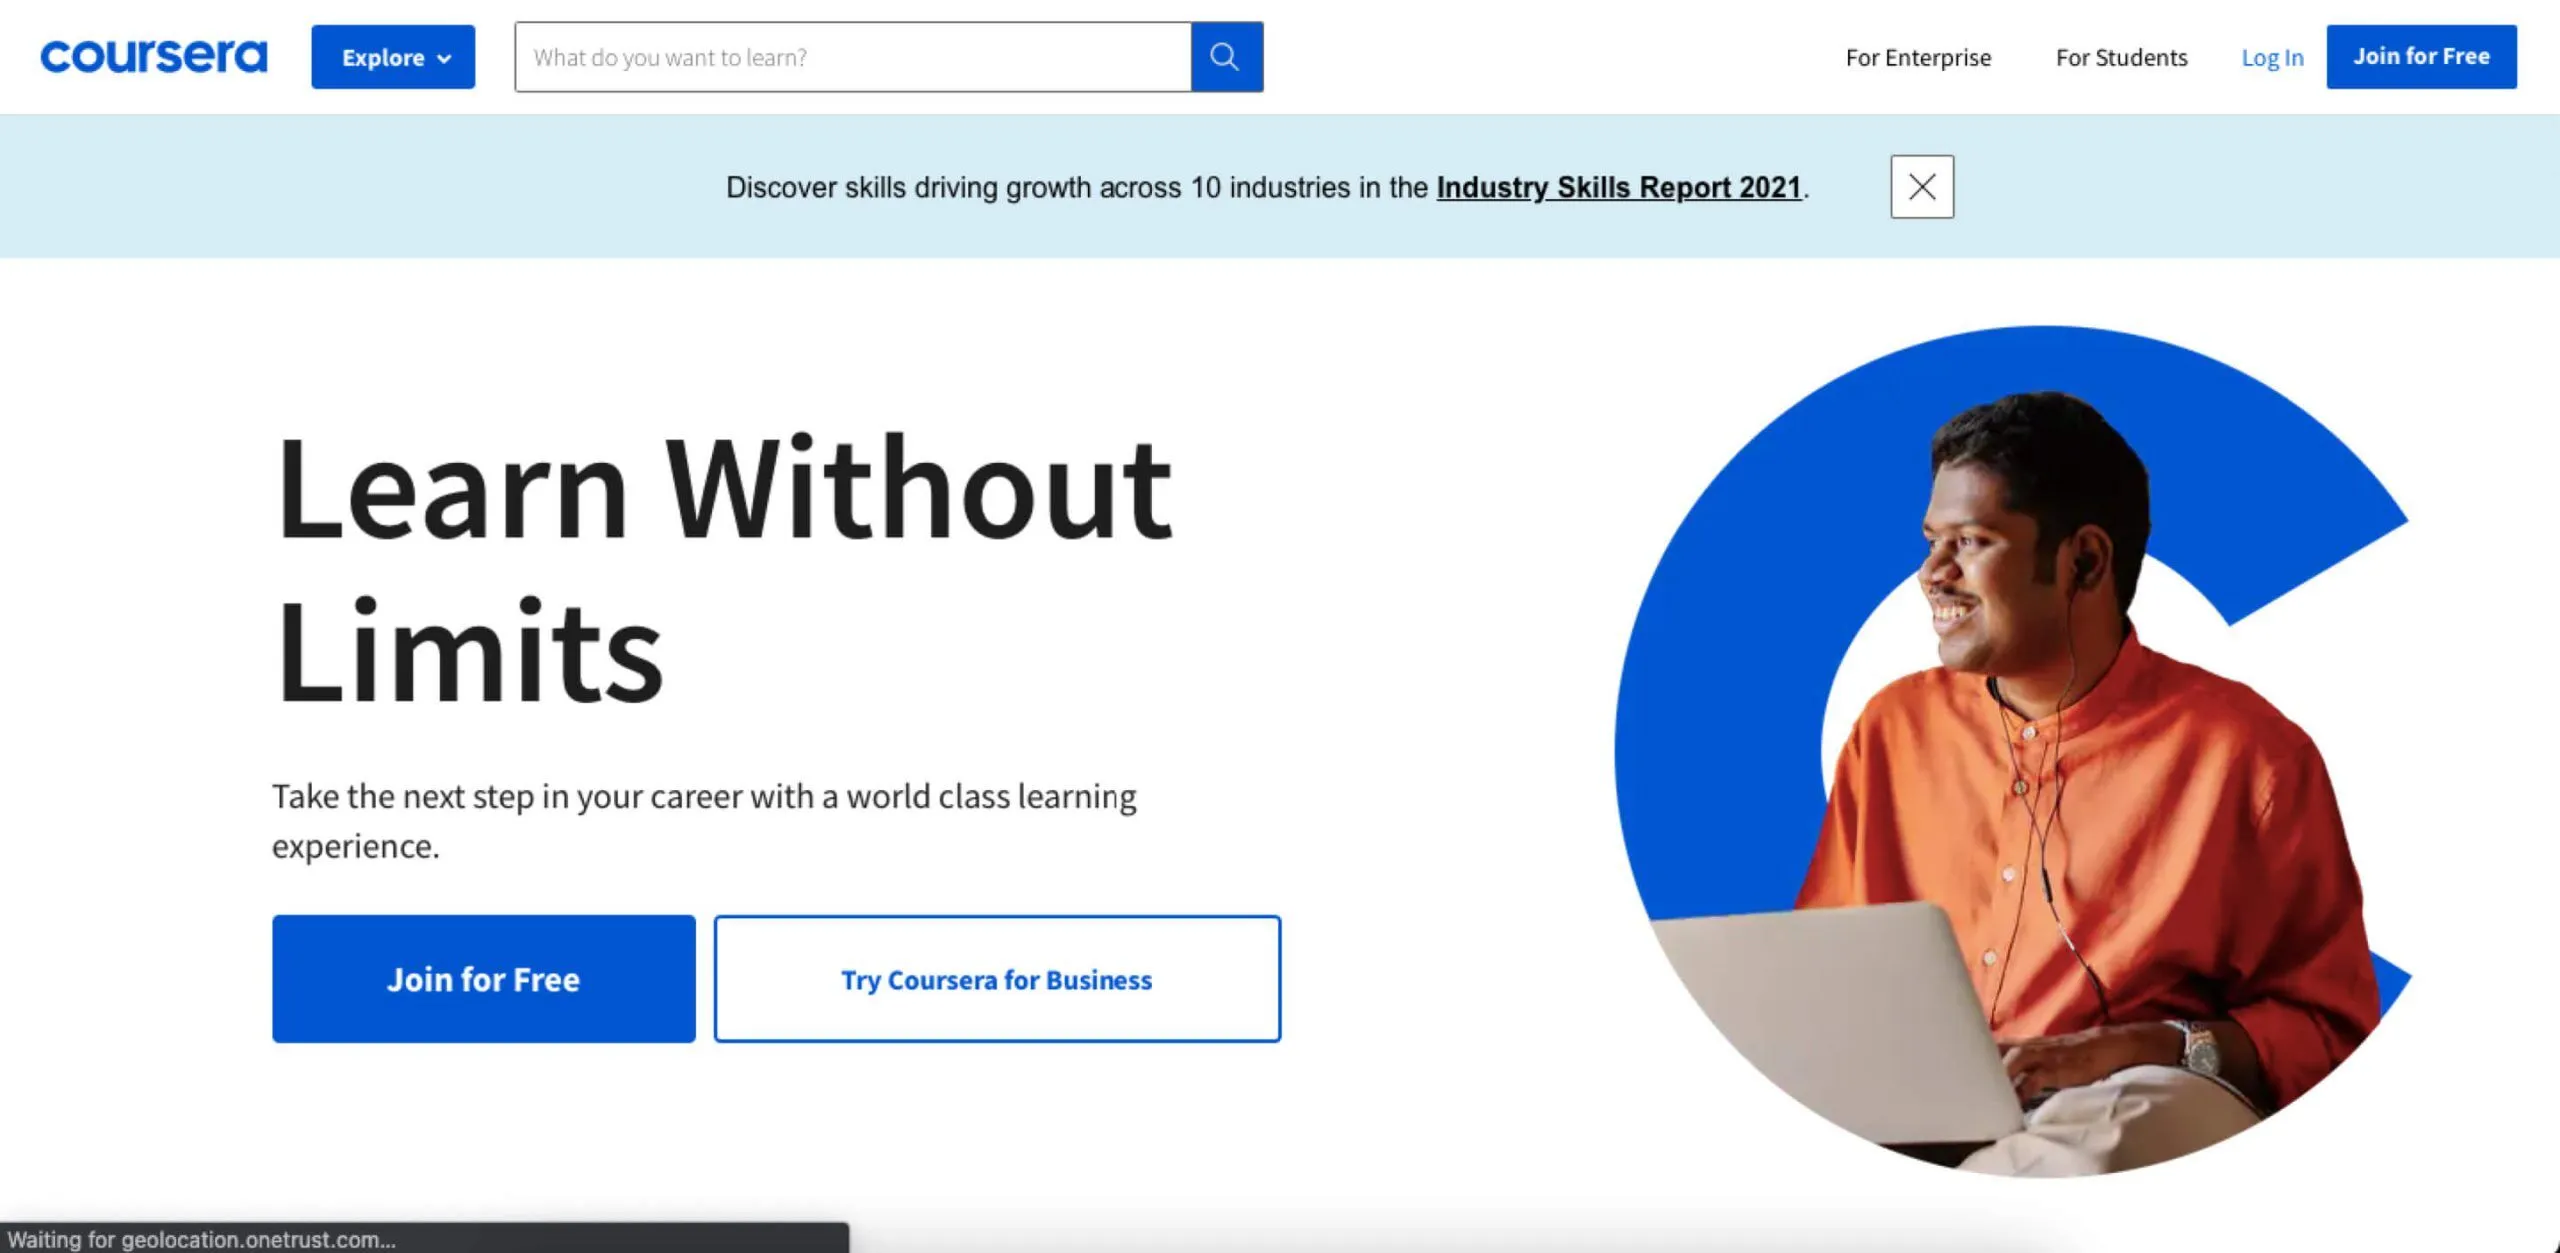 coursera
Explore
What do you want to learn?
For Enterprise
For Students
Log In
Join for Free
Discover skills driving growth across 10 industries in the Industry Skills Report 2021.
Learn Without
Limits
Take the next step in your career with a world class learning
experience.
Join for Free
Try Coursera for Business
Waiting for geolocation.onetrust.com...